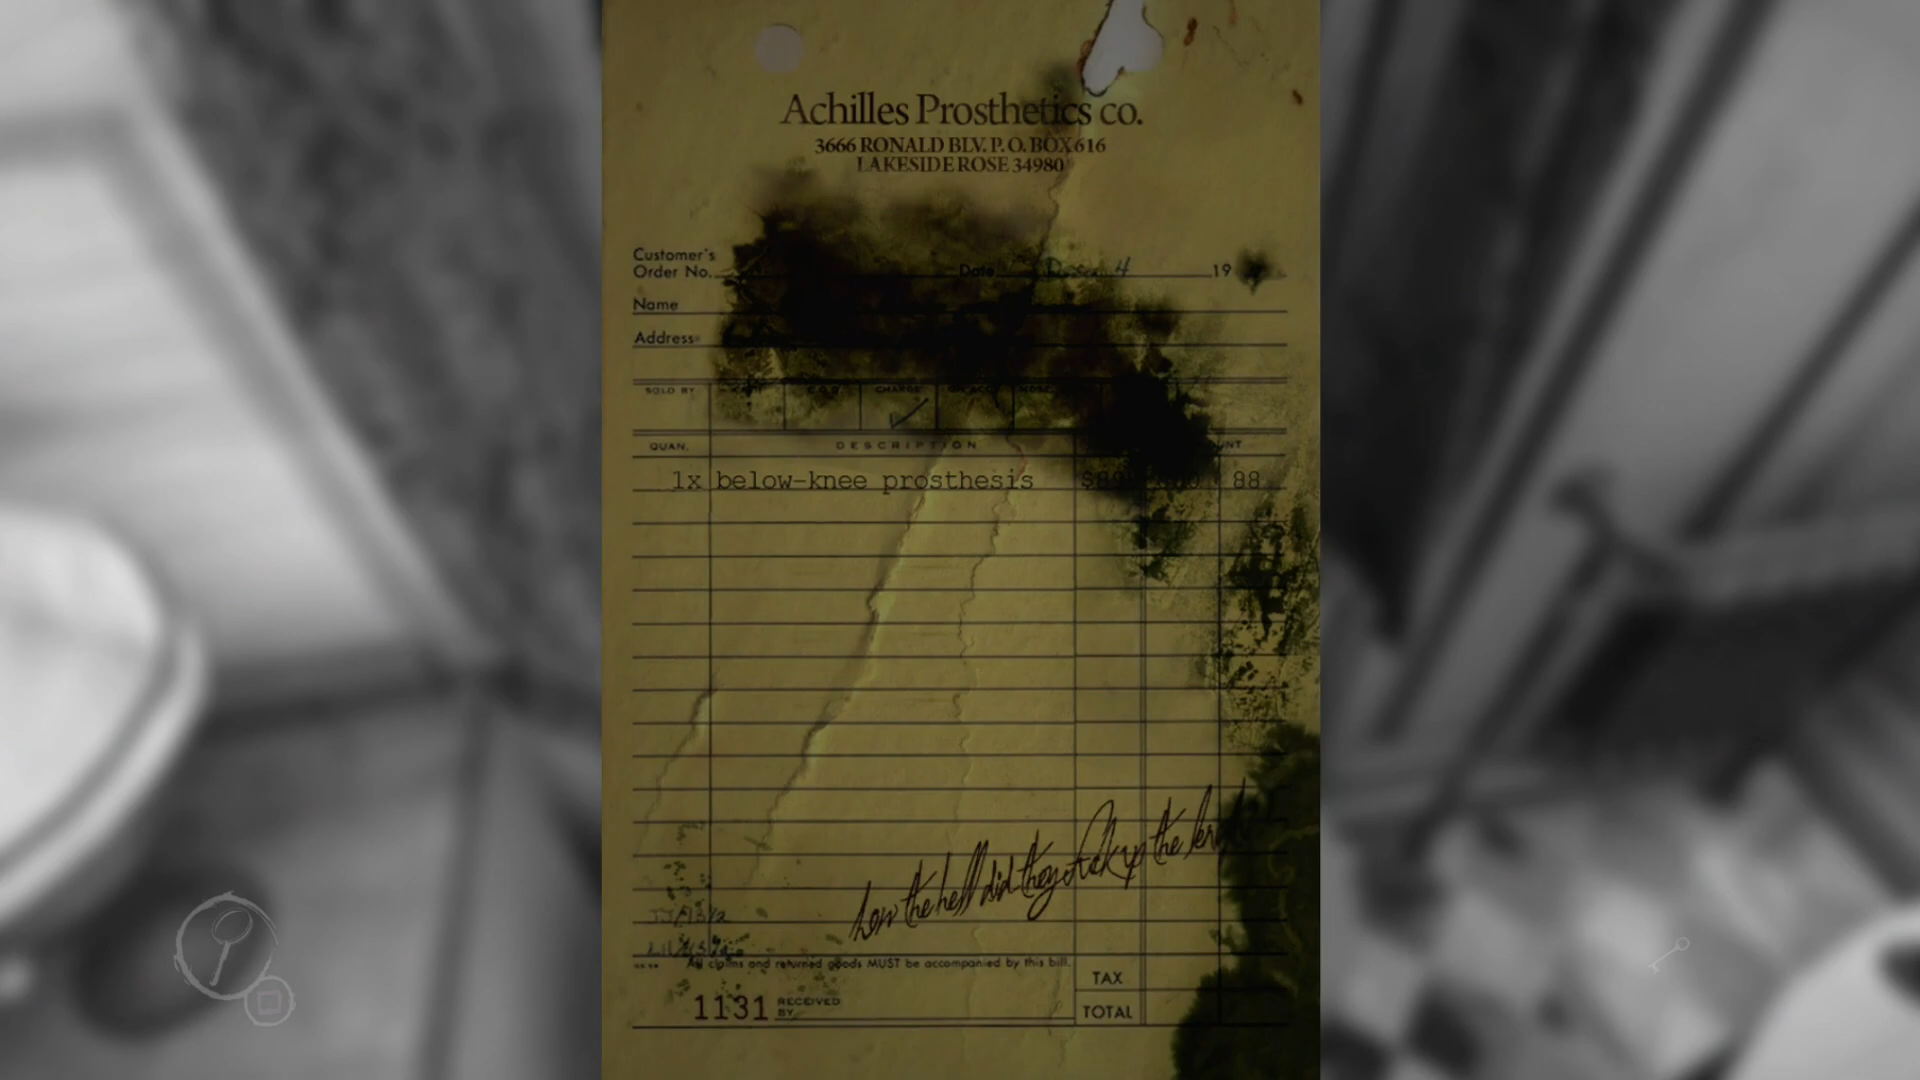 Achilles Prosthetics co.
3666 RONALD BLV. P. O. BOX 616
LAKESIDE ROSE 34980
Customer's
Order No. Date 4 19
Name
Address
SOLD BY CHARGE
QUAN. DESCRIPTION
1x below-knee prosthesis 88
how the hell did they fuck up the
All claims and returned goods MUST be accompanied by this bill.
TAX
1131 RECEIVED BY
TOTAL